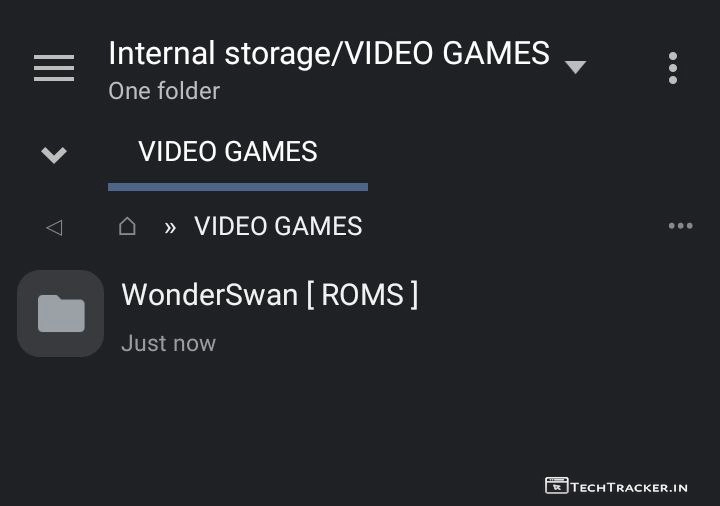 Internal storage/VIDEO GAMES
One folder
VIDEO GAMES
» VIDEO GAMES
WonderSwan [ ROMS ]
Just now
TECHTRACKER.IN